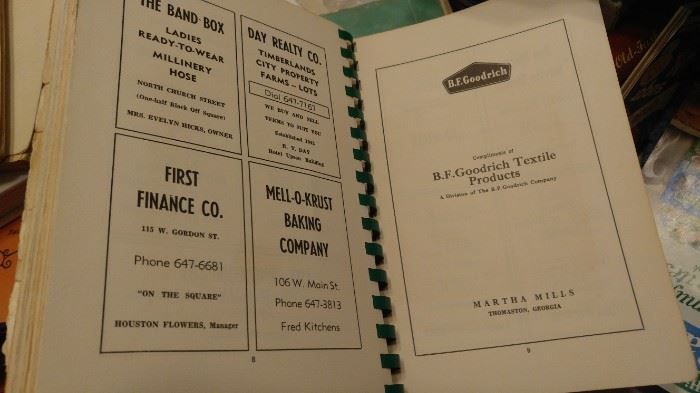 THE BAND BOX
LADIES
READY-TO-WEAR
MILLINERY
HOSE
NORTH CHURCH STREET
(One-half Block Off Square)
MRS. EVELYN HICKS, OWNER
DAY REALTY CO.
TIMBERLANDS
CITY PROPERTY
FARMS – LOTS
Dial 647-7161
WE BUY AND SELL
TERMS TO SUIT YOU
Established
R. T. DAY
Hotel Upson Building
FIRST
FINANCE CO.
115 W. GORDON ST.
Phone 647-6681
"ON THE SQUARE"
HOUSTON FLOWERS, Manager
MELL-O-KRUST
BAKING
COMPANY
106 W. Main St.
Phone 647-3813
Fred Kitchens
8
B.F.Goodrich
Compliments of
B.F.Goodrich Textile
Products
A Division of The B.F.Goodrich Company
MARTHA MILLS
THOMASTON, GEORGIA
9